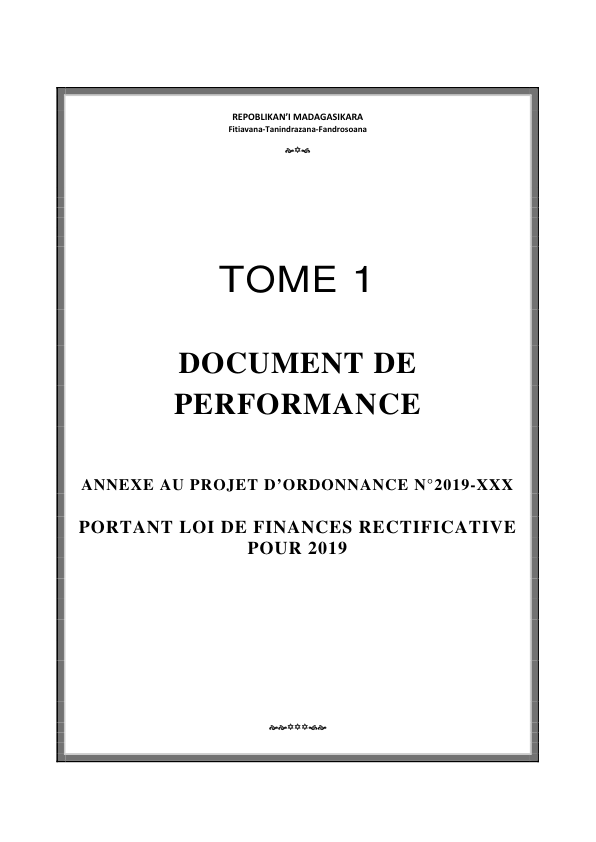 REPOBLIKAN'I MADAGASIKARA
Fitiavana-Tanindrazana-Fandrosoana
TOME 1
DOCUMENT DE
PERFORMANCE
ANNEXE AU PROJET D’ORDONNANCE N°2019-XXX
PORTANT LOI DE FINANCES RECTIFICATIVE
POUR 2019